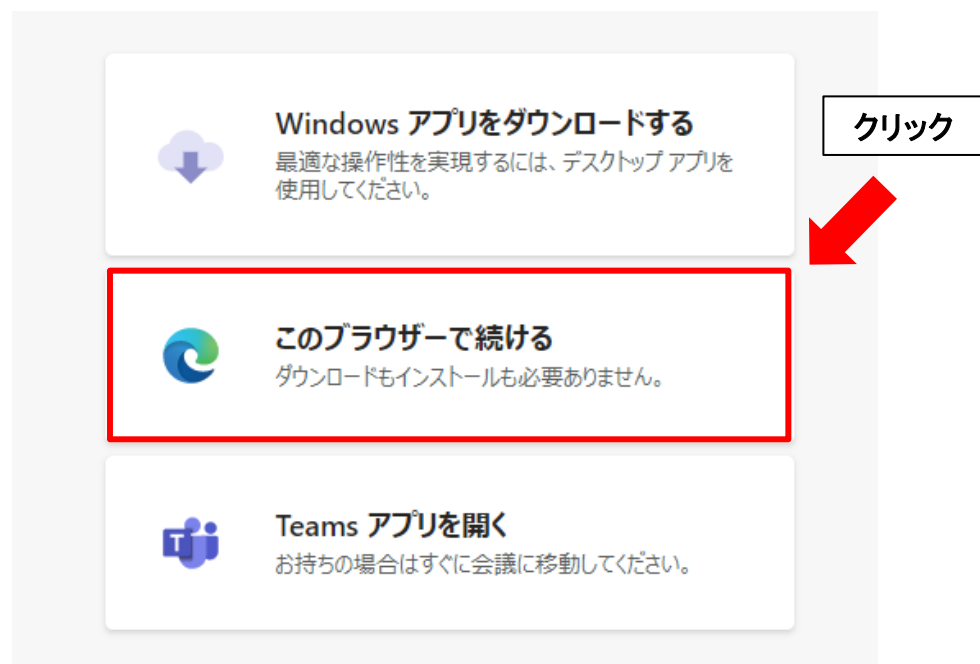 Windows アプリをダウンロードする
最適な操作性を実現するには、デスクトップ アプリを
使用してください。
クリック
このブラウザーで続ける
ダウンロードもインストールも必要ありません。
T
Teams アプリを開く
お持ちの場合はすぐに会議に移動してください。